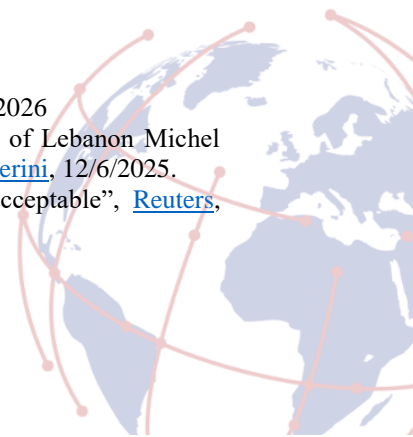 2026
of Lebanon Michel
erini, 12/6/2025.
cceptable”, Reuters,